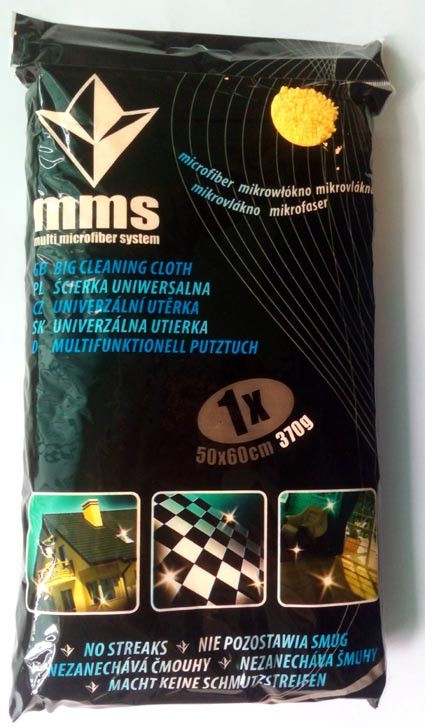 microfiber mikrowłókno mikrovlákno
mikrovlákno mikrofaser
mms
multi microfiber system
GB BIG CLEANING CLOTH
PL ŚCIERKA UNIWERSALNA
CZ UNIVERZÁLNÍ UTĚRKA
SK UNIVERZÁLNA UTIERKA
D MULTIFUNKTIONELL PUTZTUCH
1x
50x60cm 370g
NO STREAKS NIE POZOSTAWIA SMUG
NEZANECHÁVÁ ČMOUHY NEZANECHÁVÁ ŠMUHY
MACHT KEINE SCHMUTZSTREIFEN